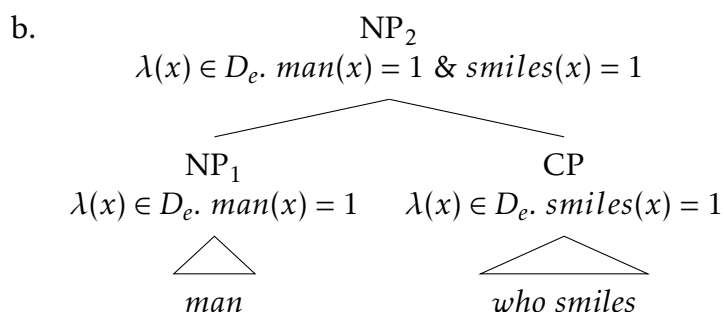 b. NP₂
λ(x) ∈ Dₑ. man(x) = 1 & smiles(x) = 1
NP₁ CP
λ(x) ∈ Dₑ. man(x) = 1 λ(x) ∈ Dₑ. smiles(x) = 1
man who smiles